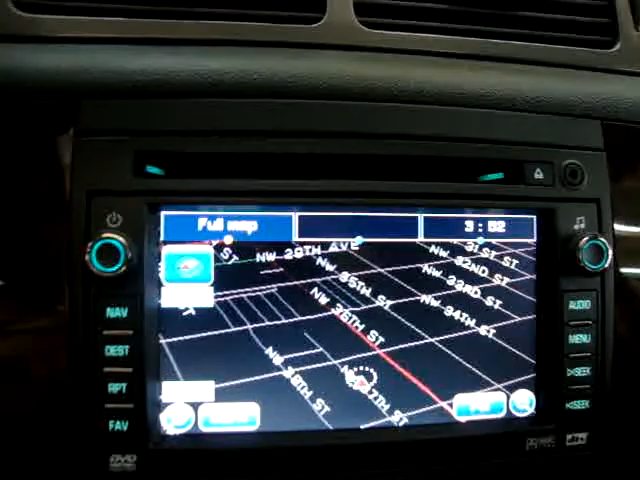 Full map
3:52
ST
NW 29TH AVE
31ST ST
NW 32ND ST
NW 33RD ST
NW 34TH ST
NW 35TH ST
NW 36TH ST
NW 37TH ST
NW 38TH ST
NAV
DEST
RPT
FAV
AUDIO
MENU
SEEK
SEEK
DVD
dts